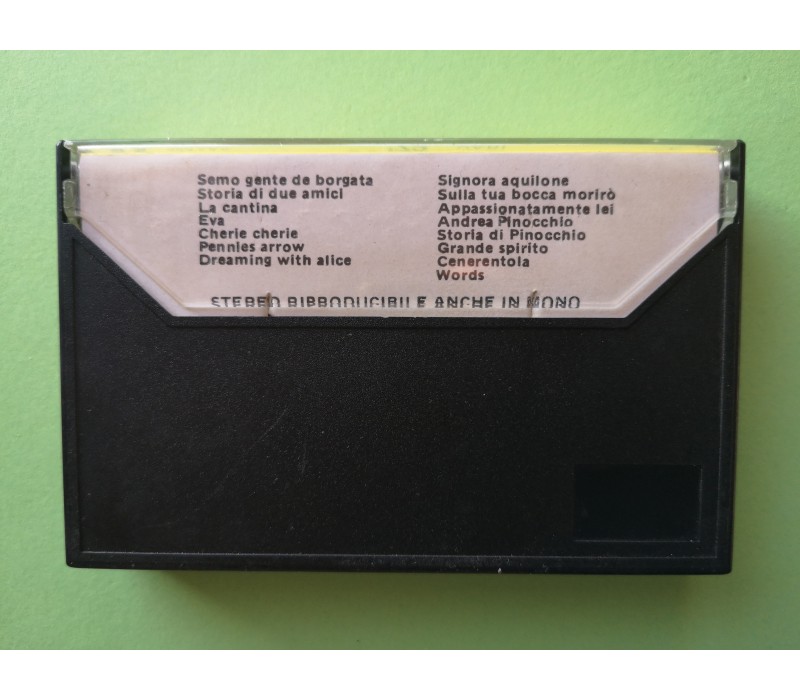 Semo gente de borgata
Storia di due amici
La cantina
Eva
Cherie cherie
Pennies arrow
Dreaming with alice
Signora aquilone
Sulla tua bocca morirò
Appassionatamente lei
Andrea Pinocchio
Storia di Pinocchio
Grande spirito
Cenerentola
Words
STEREO RIPRODUCIBILE ANCHE IN MONO